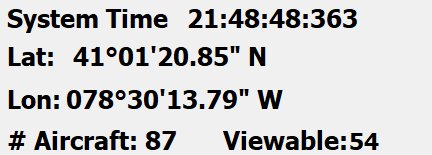 System Time 21:48:48:363
Lat: 41°01'20.85" N
Lon: 078°30'13.79" W
# Aircraft: 87 Viewable:54